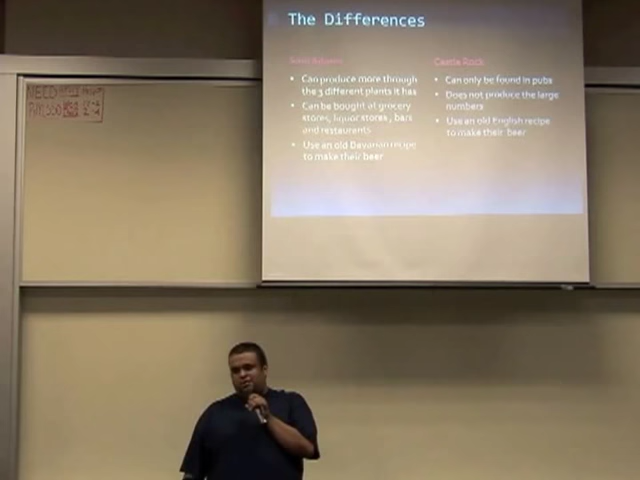 The Differences
Castle Rock
• Can produce more through
the 3 different plants it has
• Can be bought at grocery
stores, liquor stores, bars
and restaurants
• Use an old Bavarian recipe
to make their beer
• Can only be found in pubs
• Does not produce the large
numbers
• Use an old English recipe
to make their beer